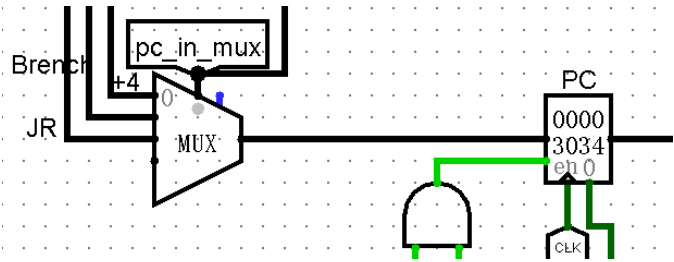 pc_in_mux
Brench
+4
0
JR
MUX
PC
0000
3034
en 0
CLK